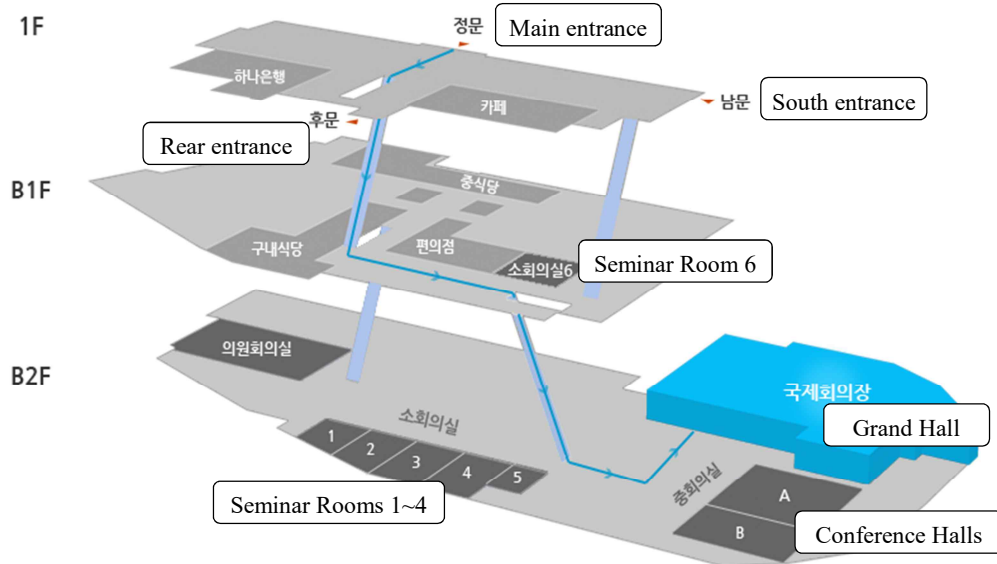 1F
정문
Main entrance
하나은행
카페
남문
South entrance
후문
Rear entrance
B1F
중식당
구내식당
편의점
소회의실6
Seminar Room 6
B2F
의원회의실
국제회의장
Grand Hall
소회의실
1
2
3
4
5
Seminar Rooms 1~4
중회의실
A
B
Conference Halls